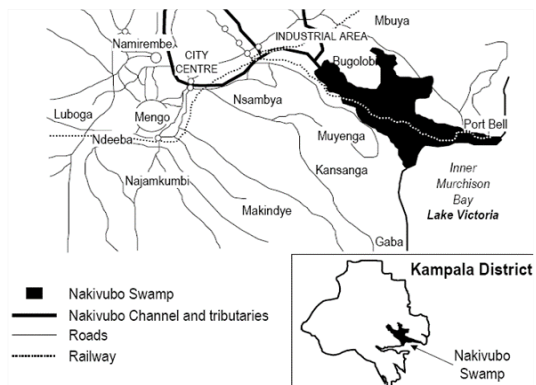 Mbuya
INDUSTRIAL AREA
Namirembe
CITY
CENTRE
Bugolobi
Nsambya
Luboga
Mengo
Port Bell
Ndeeba
Muyenga
Najamkumbi
Kansanga
Inner
Murchison
Bay
Lake Victoria
Makindye
Gaba
Kampala District
Nakivubo
Swamp
Nakivubo Swamp
Nakivubo Channel and tributaries
Roads
Railway